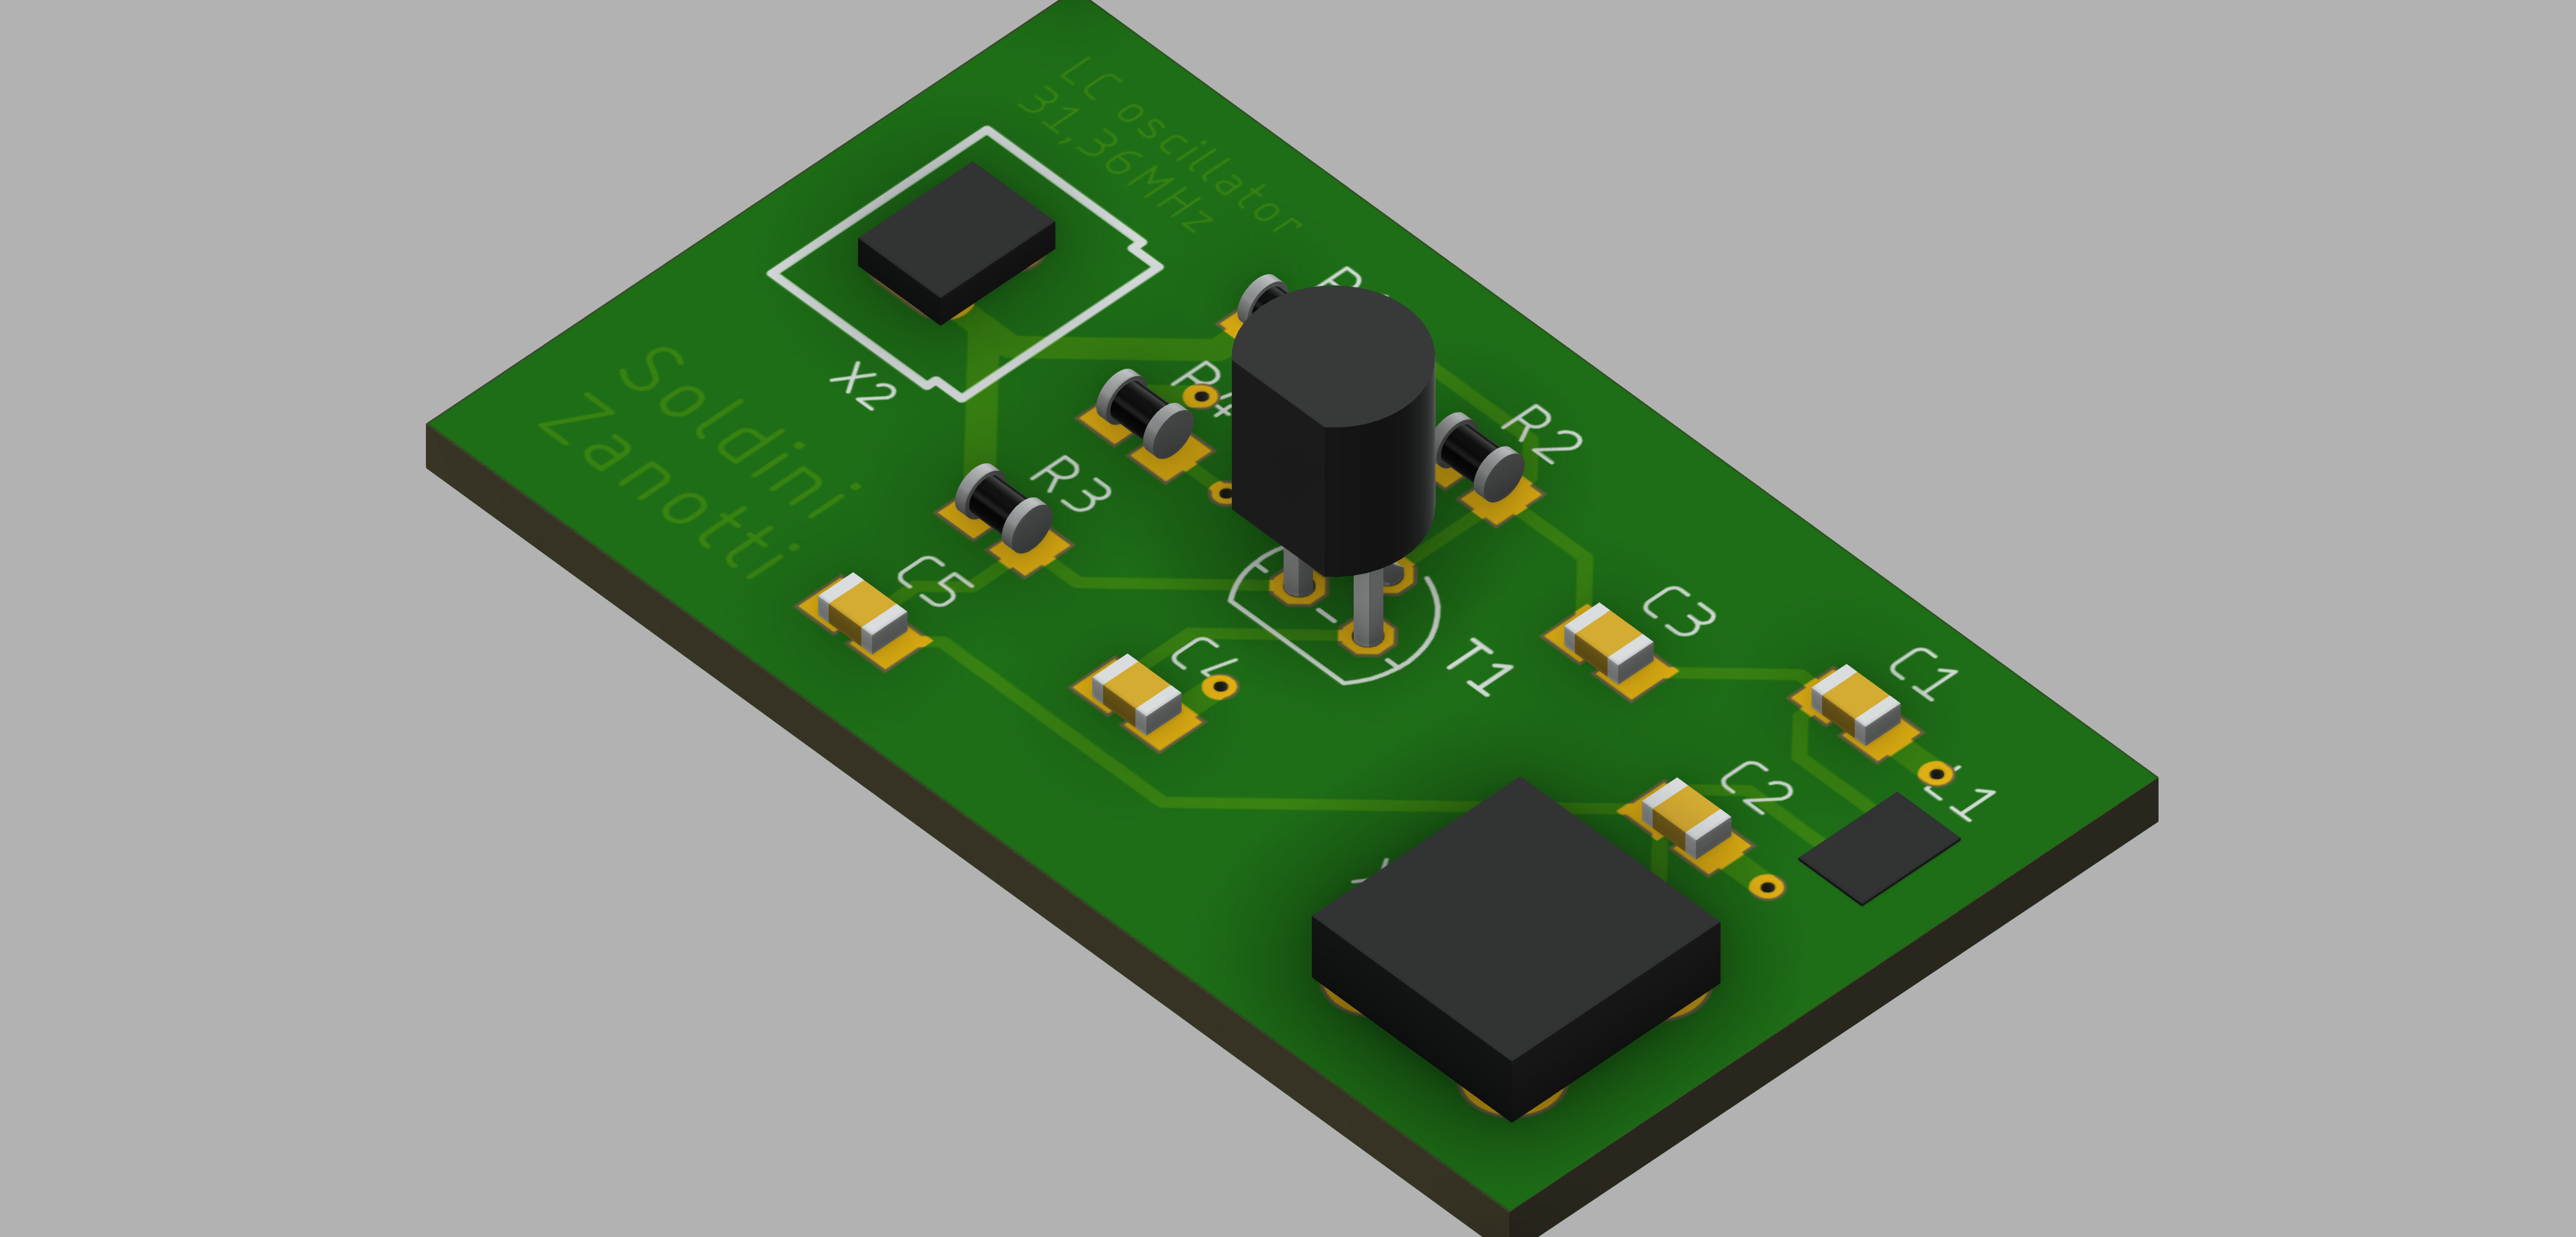 LC oscillator
31,36MHz
X2
Soldini
Zanotti
R4
R2
R3
C5
C4
T1
C3
C1
L1
C2